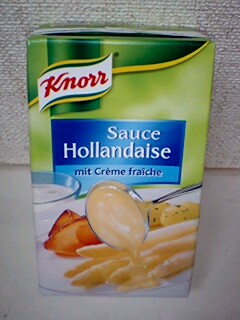 Knorr
Sauce
Hollandaise
mit Crème fraîche